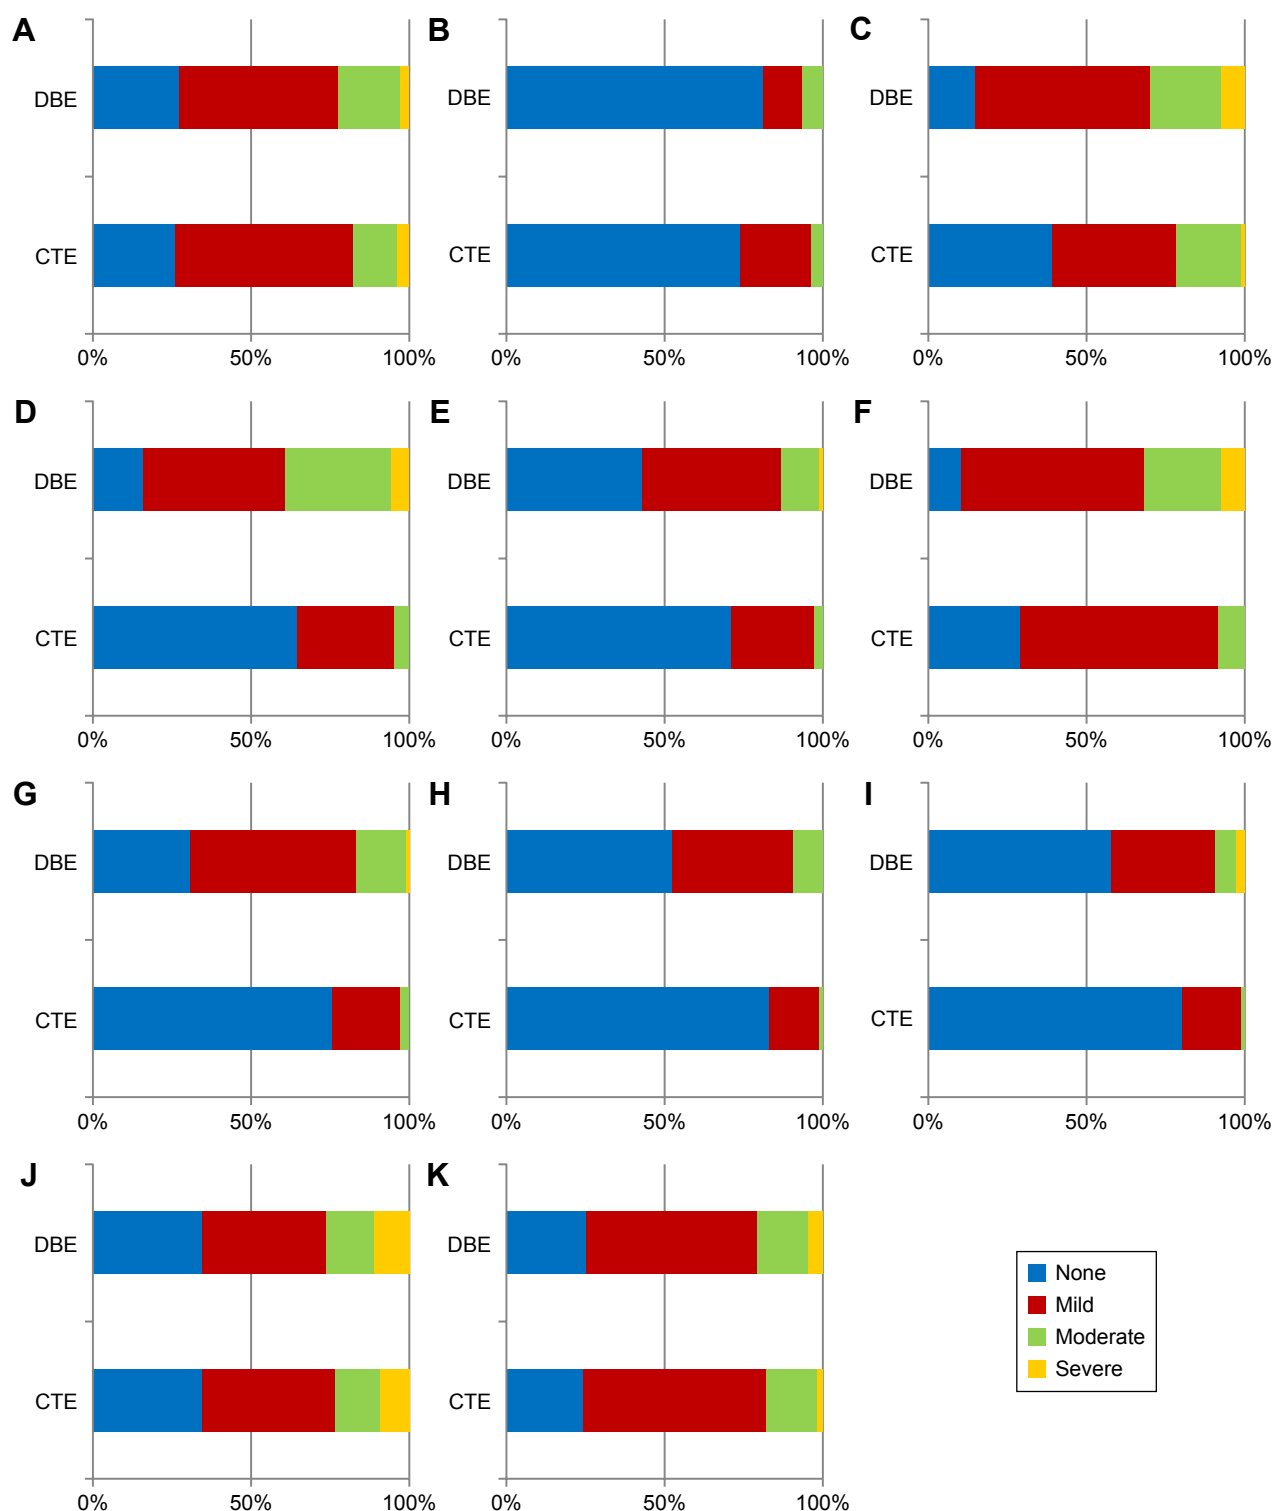 A B C
DBE DBE DBE
CTE CTE CTE
0% 50% 100% 0% 50% 100% 0% 50% 100%
D E F
DBE DBE DBE
CTE CTE CTE
0% 50% 100% 0% 50% 100% 0% 50% 100%
G H I
DBE DBE DBE
CTE CTE CTE
0% 50% 100% 0% 50% 100% 0% 50% 100%
J K
DBE DBE
CTE CTE
0% 50% 100% 0% 50% 100%
None
Mild
Moderate
Severe